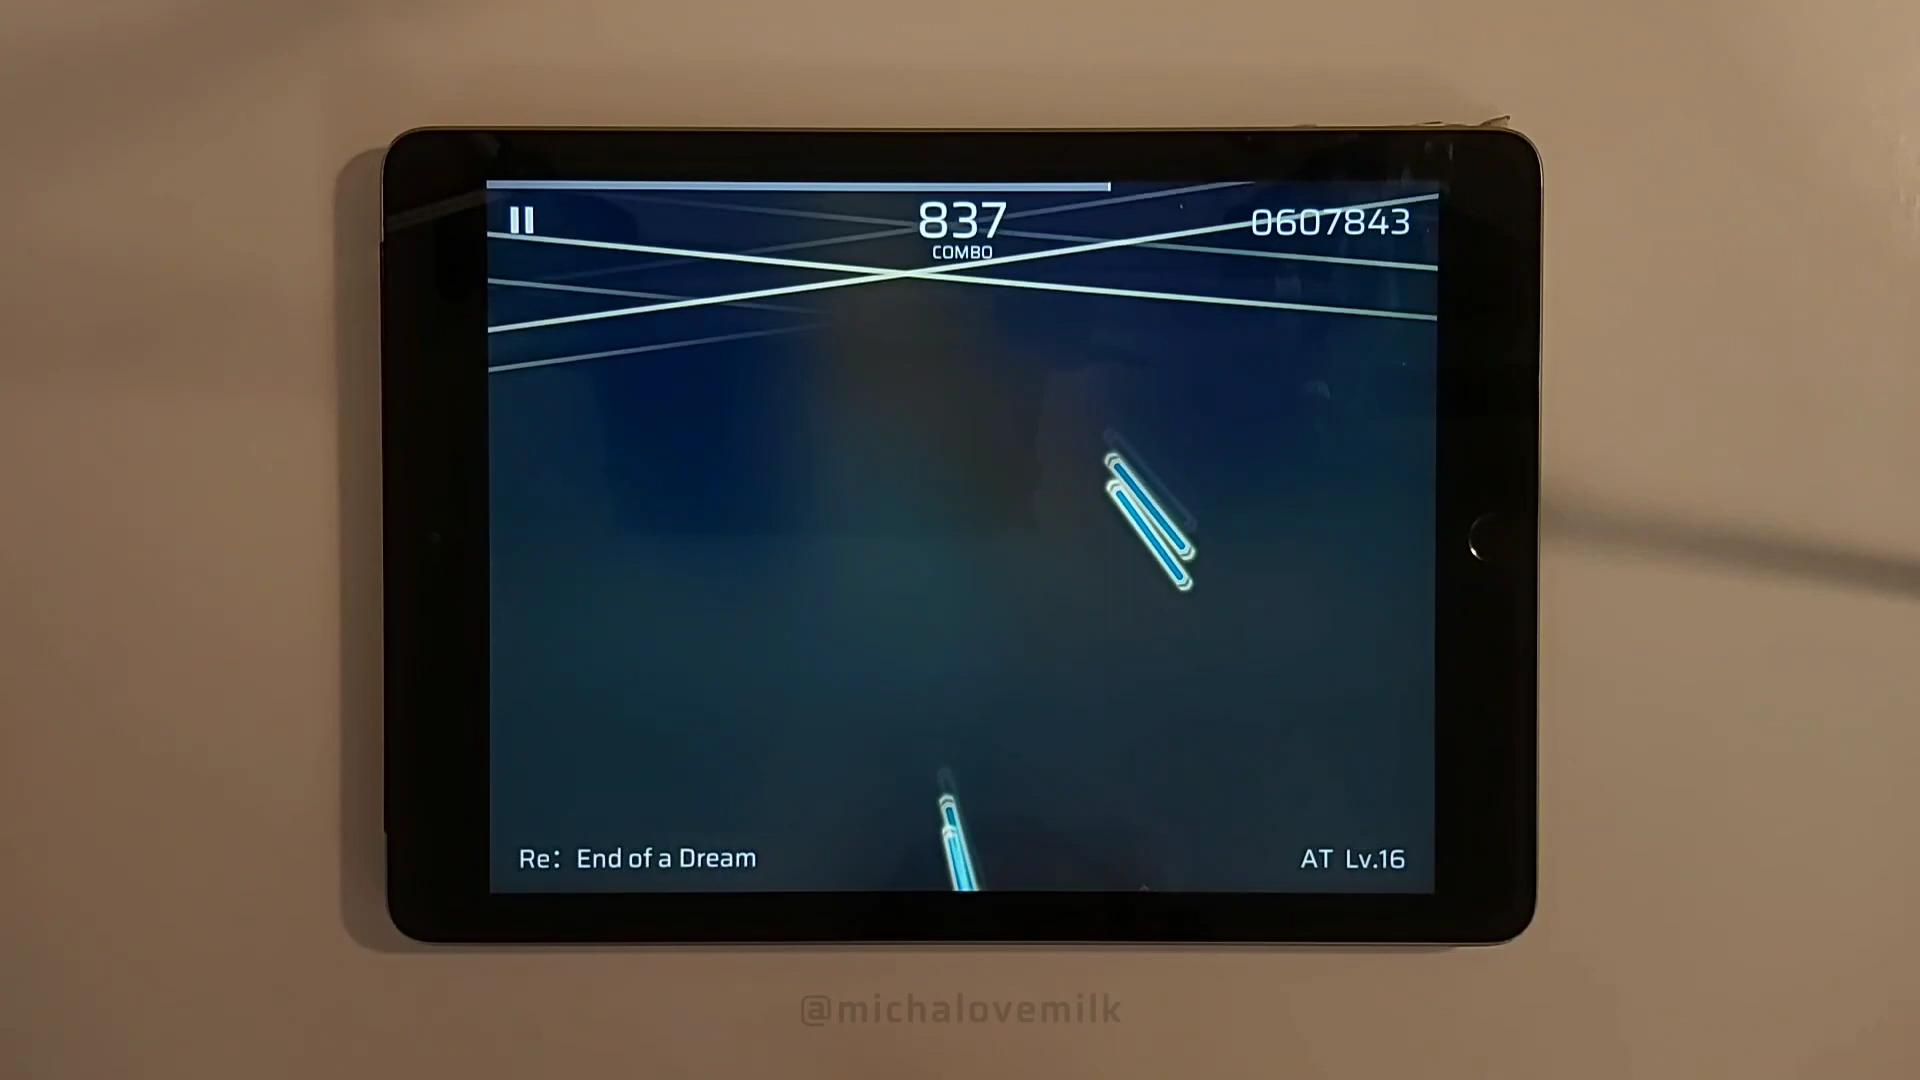 837
COMBO
0607843
Re: End of a Dream
AT Lv.16
@michalovemilk